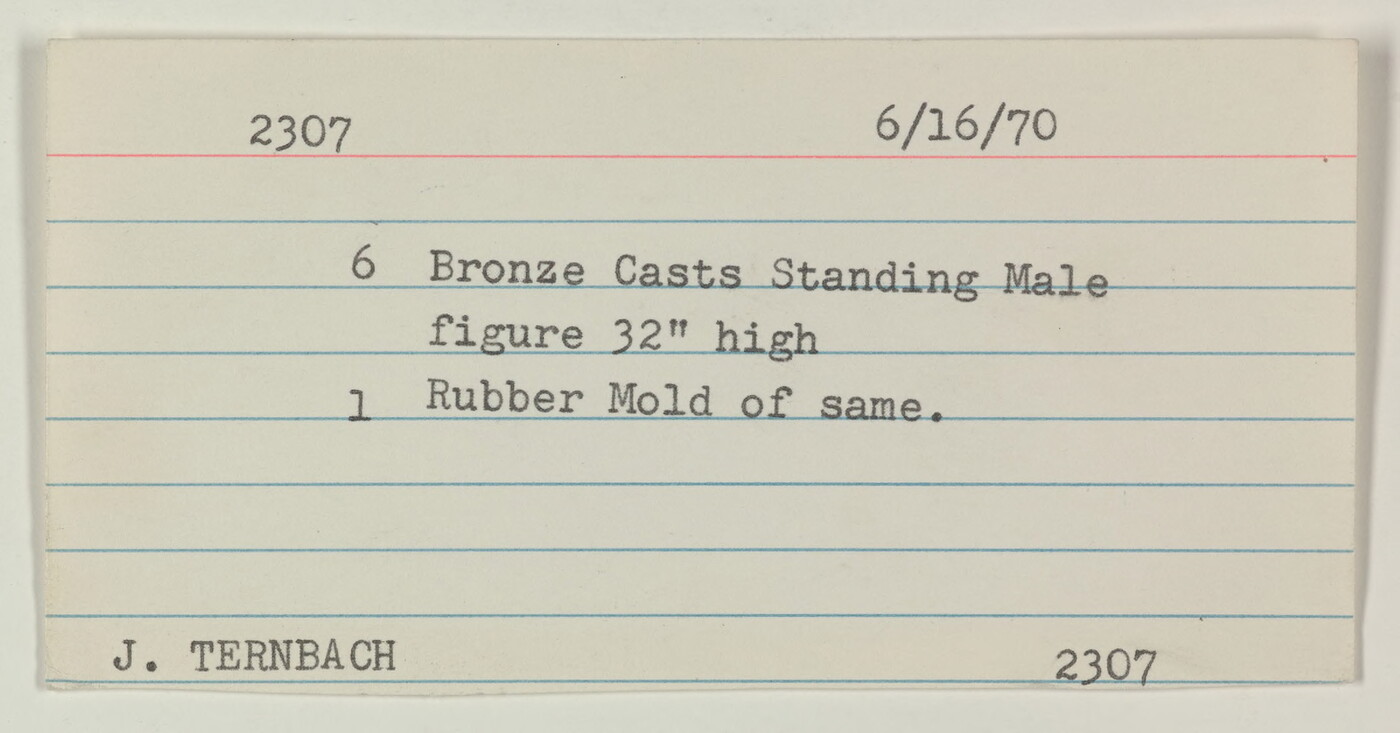 2307 6/16/70
6 Bronze Casts Standing Male
figure 32" high
1 Rubber Mold of same.
J. TERNBACH 2307